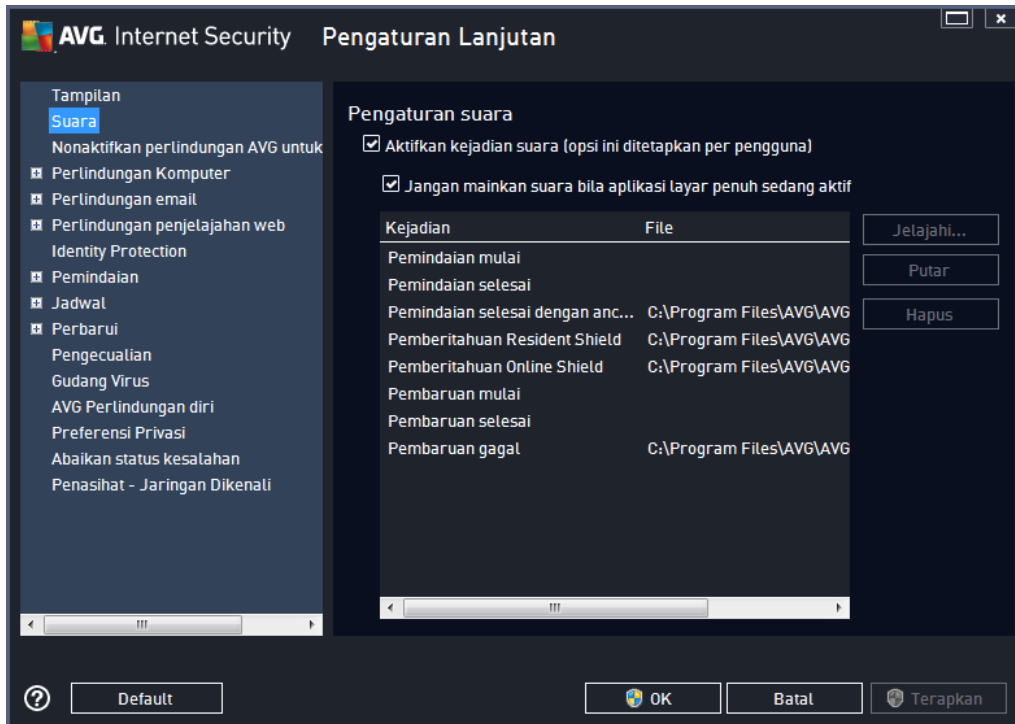 AVG. Internet Security Pengaturan Lanjutan
Tampilan
Suara
Nonaktifkan perlindungan AVG untuk
Perlindungan Komputer
Perlindungan email
Perlindungan penjelajahan web
Identity Protection
Pemindaian
Jadwal
Perbarui
Pengecualian
Gudang Virus
AVG Perlindungan diri
Preferensi Privasi
Abaikan status kesalahan
Penasihat - Jaringan Dikenali
Pengaturan suara
Aktifkan kejadian suara (opsi ini ditetapkan per pengguna)
Jangan mainkan suara bila aplikasi layar penuh sedang aktif
Kejadian File
Pemindaian mulai
Pemindaian selesai
Pemindaian selesai dengan anc... C:\Program Files\AVG\AVG
Pemberitahuan Resident Shield C:\Program Files\AVG\AVG
Pemberitahuan Online Shield C:\Program Files\AVG\AVG
Pembaruan mulai
Pembaruan selesai
Pembaruan gagal C:\Program Files\AVG\AVG
Jelajahi...
Putar
Hapus
Default OK Batal Terapkan